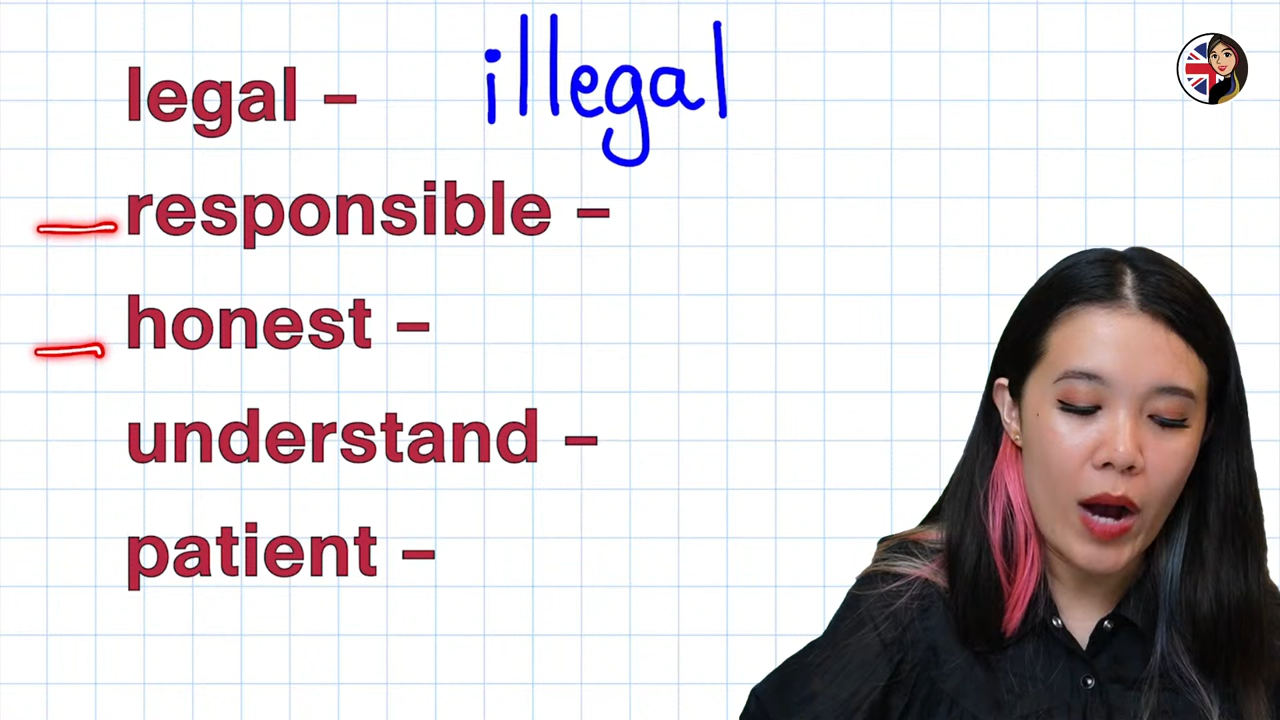 legal – illegal
responsible –
honest –
understand –
patient –